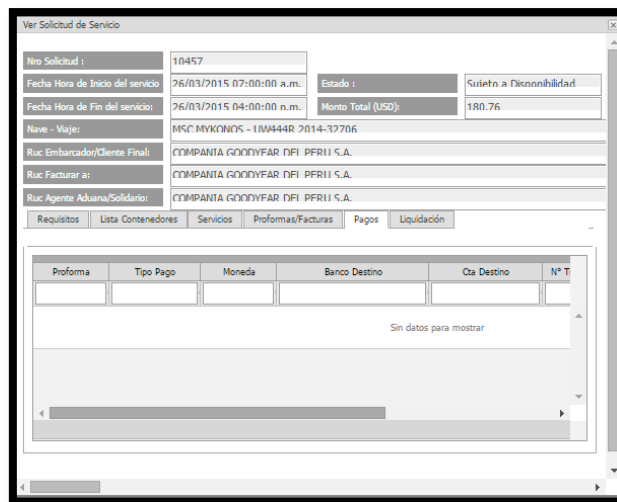 Ver Solicitud de Servicio
Nro Solicitud : 10457
Fecha Hora de Inicio del servicio 26/03/2015 07:00:00 a.m. Estado : Sujeto a Disponibilidad
Fecha Hora de Fin del servicio: 26/03/2015 04:00:00 p.m. Monto Total (USD): 180.76
Nave - Viaje: MSC MYKONOS - UW444R 2014-32706
Ruc Embarcador/Cliente Final: COMPANIA GOODYEAR DEL PERU S.A.
Ruc Facturar a: COMPANIA GOODYEAR DEL PERU S.A.
Ruc Agente Aduana/Solidario: COMPANIA GOODYEAR DEL PERU S.A.
Requisitos Lista Contenedores Servicios Proformas/Facturas Pagos Liquidación
Proforma Tipo Pago Moneda Banco Destino Cta Destino N° T
Sin datos para mostrar